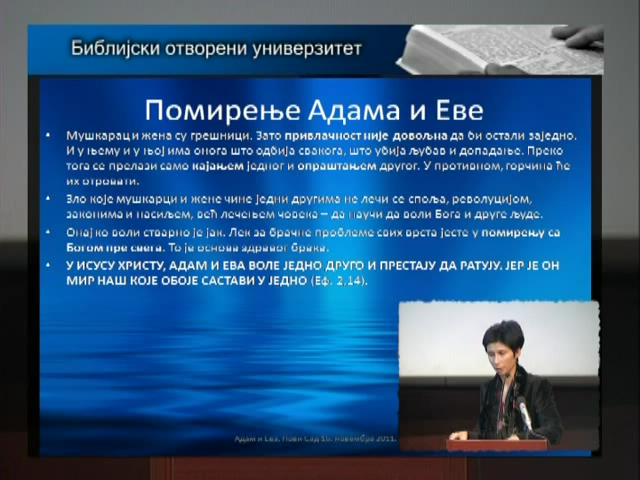 Библијски отворени универзитет
Помирење Адама и Еве
• Мушкарац и жена су грешници. Зато привлачност није довољна да би остали заједно.
И у њему и у њој има онога што одбија свакога, што убија љубав и допадање. Преко
тога се прелази само кајањем једног и опраштањем другог. У противном, горчина ће
их отровати.
• Зло које мушкарци и жене чине једни другима не лечи се споља, револуцијом,
законима и насиљем, већ лечењем човека – да научи да воли Бога и друге људе.
• Онај ко воли стварно је јак. Лек за брачне проблеме свих врста јесте у помирењу са
Богом пре свега. То је основа здравог брака.
• У ИСУСУ ХРИСТУ, АДАМ И ЕВА ВОЛЕ ЈЕДНО ДРУГО И ПРЕСТАЈУ ДА РАТУЈУ. ЈЕР ЈЕ ОН
МИР НАШ КОЈЕ ОБОЈЕ САСТАВИ У ЈЕДНО (Еф. 2.14).
Адам и Ева. Нови Сад 16. новембра 2011.